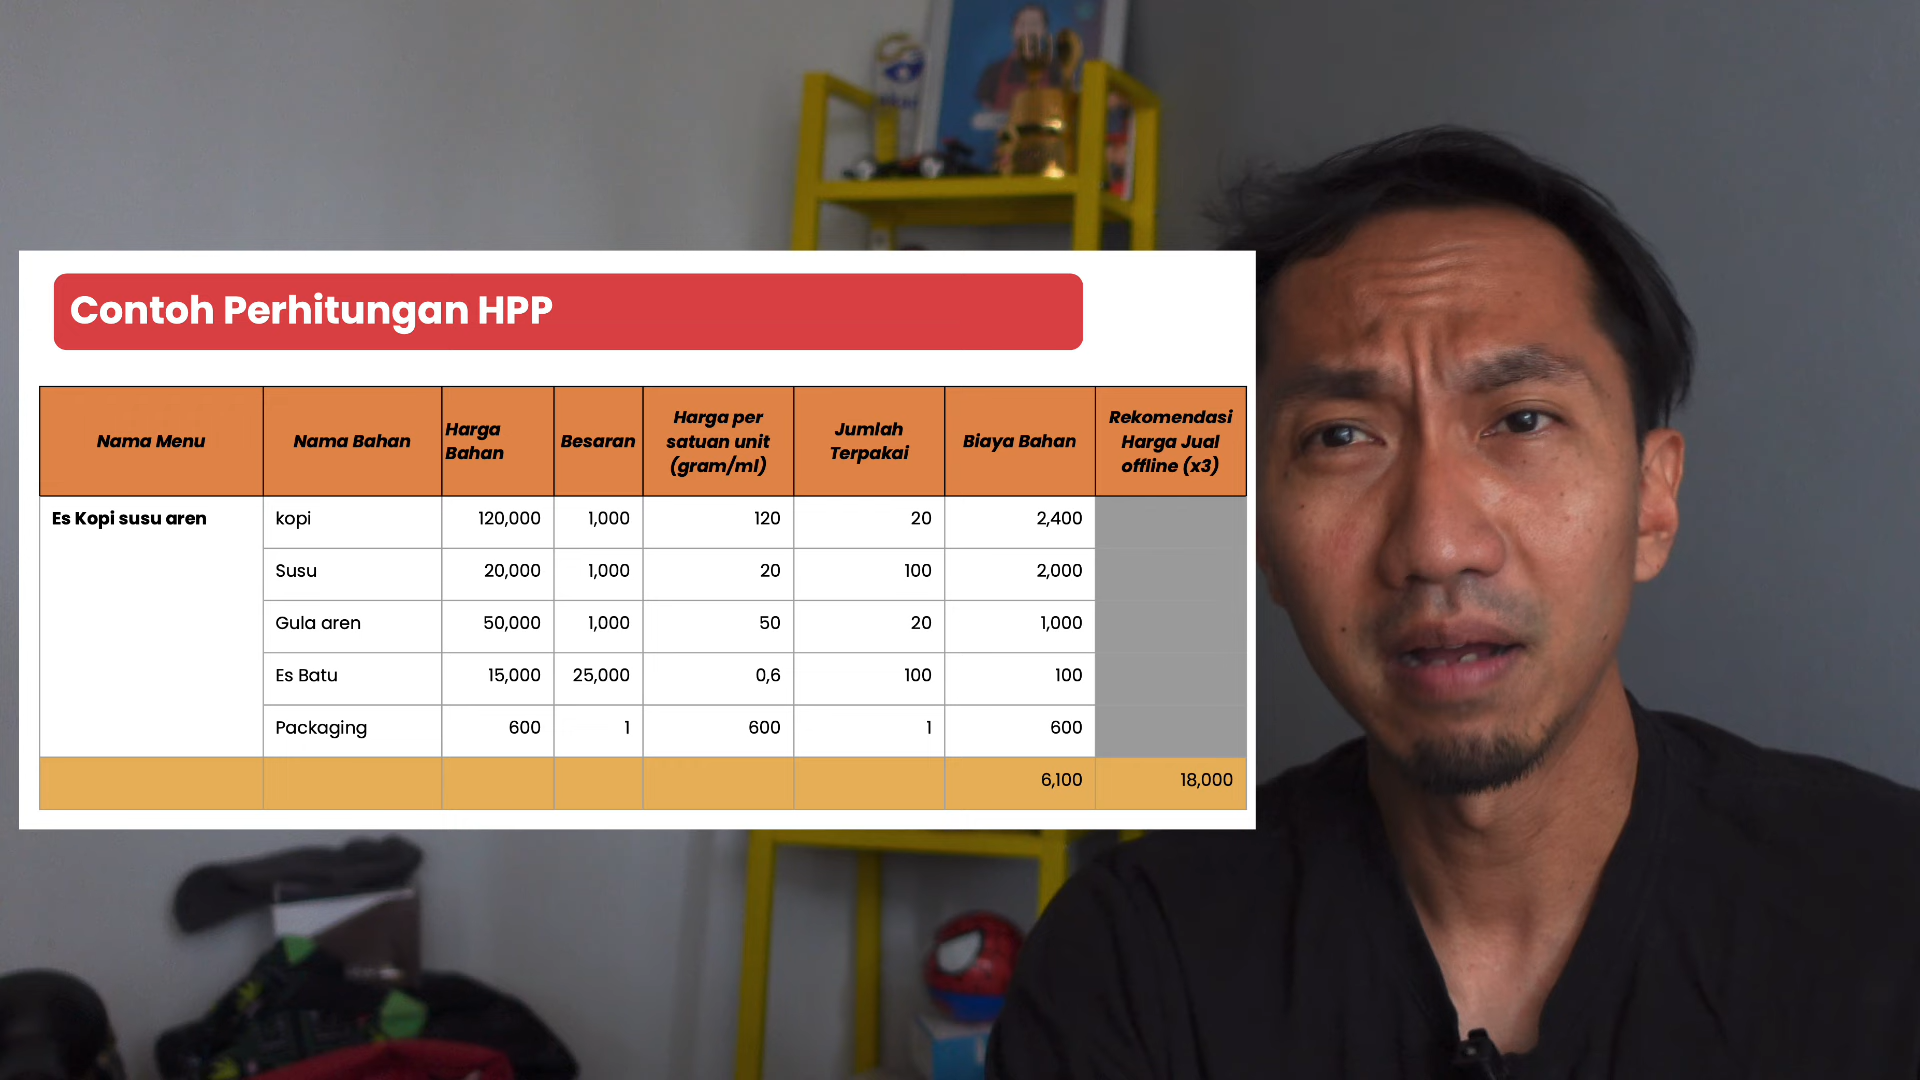 Contoh Perhitungan HPP
Nama Menu Nama Bahan Harga Bahan Besaran Harga per satuan unit (gram/ml) Jumlah Terpakai Biaya Bahan Rekomendasi Harga Jual offline (x3)
Es Kopi susu aren kopi 120,000 1,000 120 20 2,400
Susu 20,000 1,000 20 100 2,000
Gula aren 50,000 1,000 50 20 1,000
Es Batu 15,000 25,000 0,6 100 100
Packaging 600 1 600 1 600
6,100 18,000